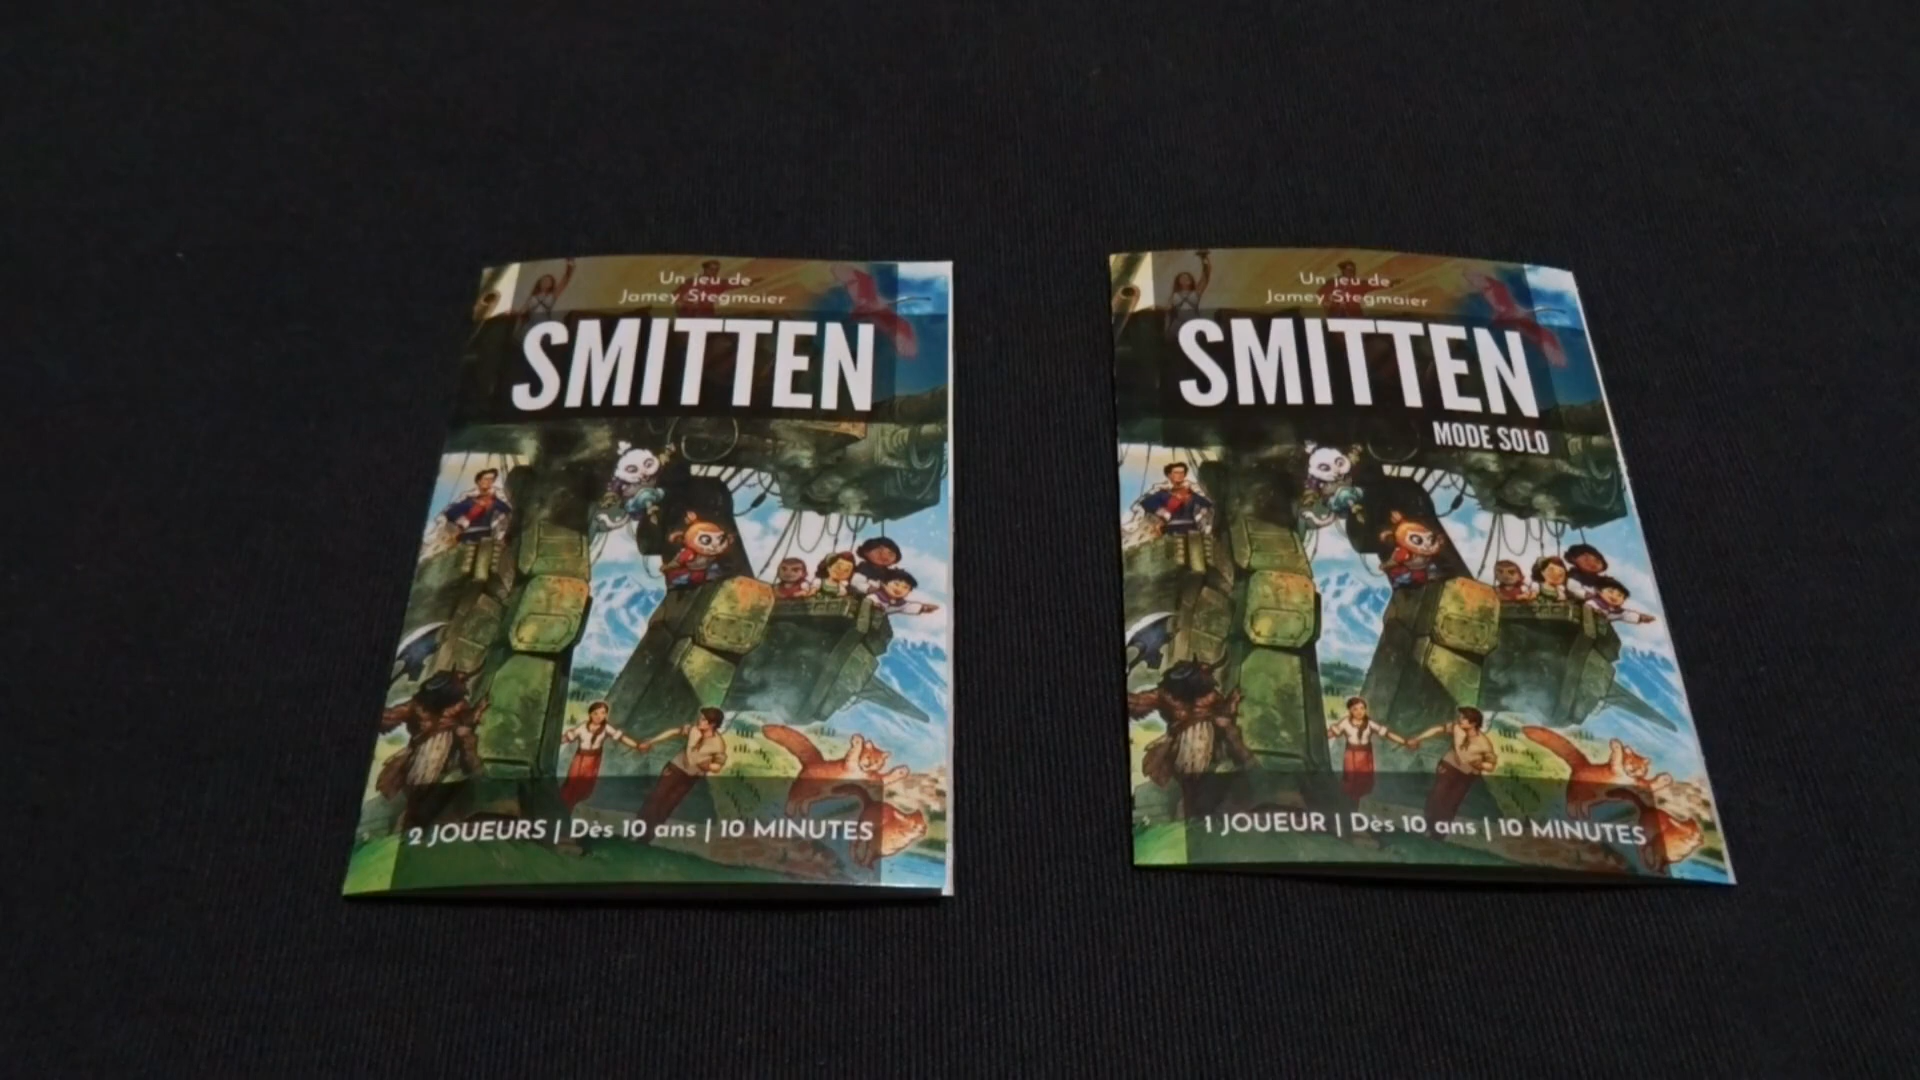 Un jeu de
Jamey Stegmaier
SMITTEN
2 JOUEURS | Dès 10 ans | 10 MINUTES
Un jeu de
Jamey Stegmaier
SMITTEN
MODE SOLO
1 JOUEUR | Dès 10 ans | 10 MINUTES